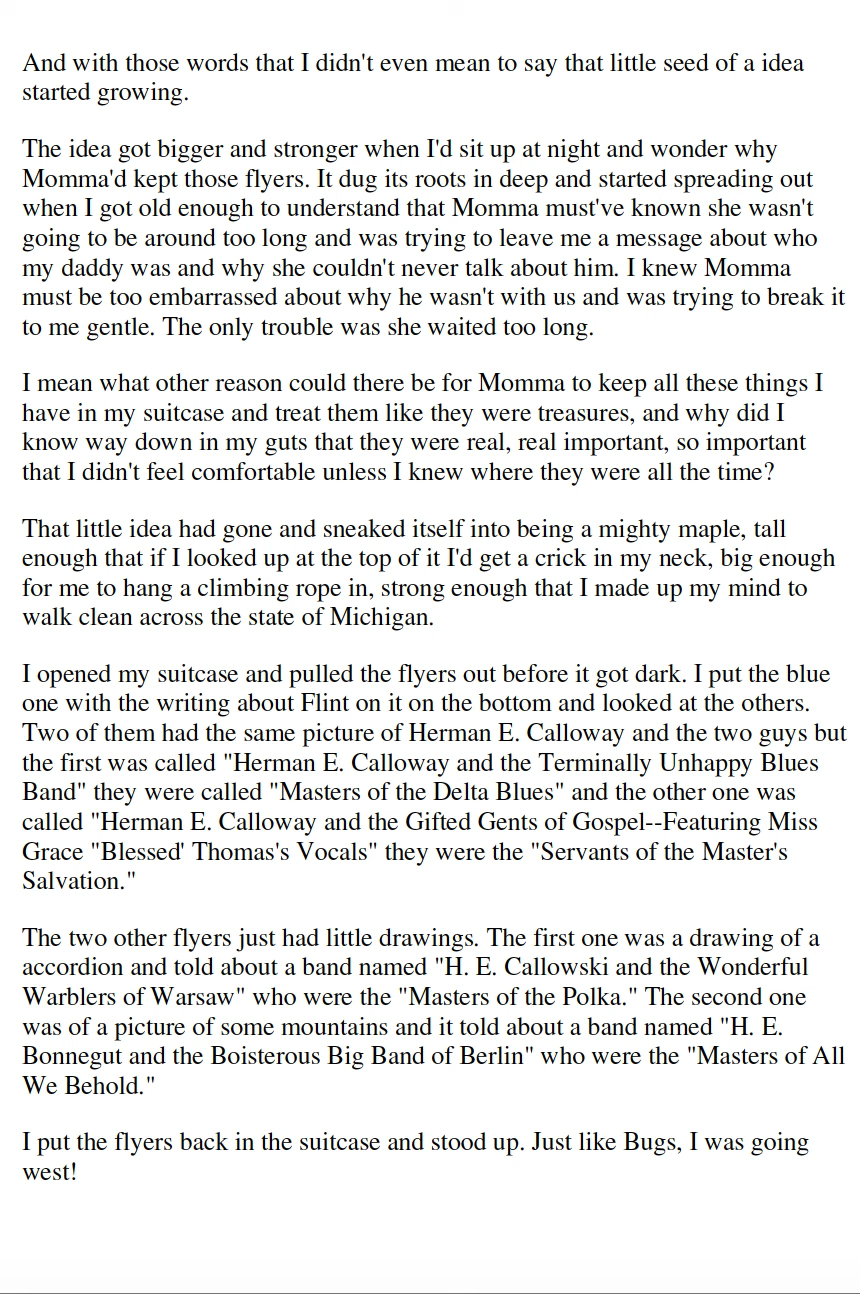 And with those words that I didn't even mean to say that little seed of a idea
started growing.
The idea got bigger and stronger when I'd sit up at night and wonder why
Momma'd kept those flyers. It dug its roots in deep and started spreading out
when I got old enough to understand that Momma must've known she wasn't
going to be around too long and was trying to leave me a message about who
my daddy was and why she couldn't never talk about him. I knew Momma
must be too embarrassed about why he wasn't with us and was trying to break it
to me gentle. The only trouble was she waited too long.
I mean what other reason could there be for Momma to keep all these things I
have in my suitcase and treat them like they were treasures, and why did I
know way down in my guts that they were real, real important, so important
that I didn't feel comfortable unless I knew where they were all the time?
That little idea had gone and sneaked itself into being a mighty maple, tall
enough that if I looked up at the top of it I'd get a crick in my neck, big enough
for me to hang a climbing rope in, strong enough that I made up my mind to
walk clean across the state of Michigan.
I opened my suitcase and pulled the flyers out before it got dark. I put the blue
one with the writing about Flint on it on the bottom and looked at the others.
Two of them had the same picture of Herman E. Calloway and the two guys but
the first was called "Herman E. Calloway and the Terminally Unhappy Blues
Band" they were called "Masters of the Delta Blues" and the other one was
called "Herman E. Calloway and the Gifted Gents of Gospel--Featuring Miss
Grace "Blessed' Thomas's Vocals" they were the "Servants of the Master's
Salvation."
The two other flyers just had little drawings. The first one was a drawing of a
accordion and told about a band named "H. E. Callowski and the Wonderful
Warblers of Warsaw" who were the "Masters of the Polka." The second one
was of a picture of some mountains and it told about a band named "H. E.
Bonnegut and the Boisterous Big Band of Berlin" who were the "Masters of All
We Behold."
I put the flyers back in the suitcase and stood up. Just like Bugs, I was going
west!